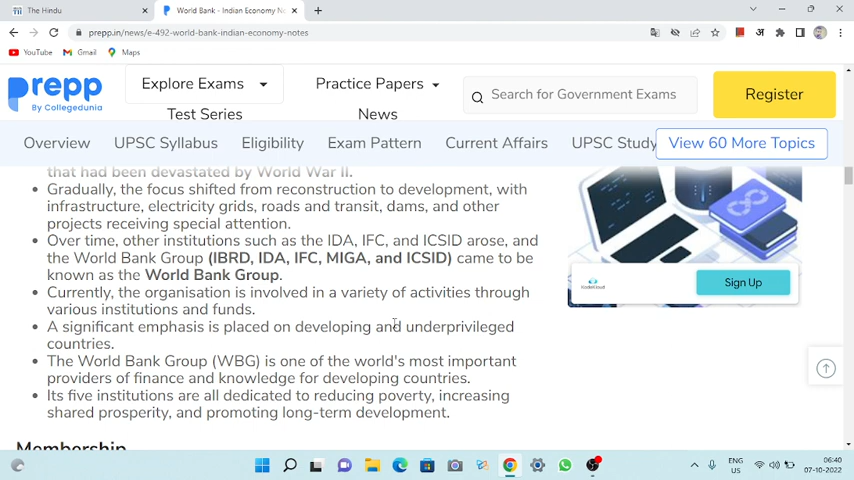 The Hindu
World Bank - Indian Economy No
prepp.in/news/e-492-world-bank-indian-economy-notes
YouTube
Gmail
Maps
prepp
By Collegedunia
Explore Exams
Practice Papers
Test Series
News
Search for Government Exams
Register
Overview
UPSC Syllabus
Eligibility
Exam Pattern
Current Affairs
UPSC Study
View 60 More Topics
that had been devastated by World War II.
Gradually, the focus shifted from reconstruction to development, with
infrastructure, electricity grids, roads and transit, dams, and other
projects receiving special attention.
Over time, other institutions such as the IDA, IFC, and ICSID arose, and
the World Bank Group (IBRD, IDA, IFC, MIGA, and ICSID) came to be
known as the World Bank Group.
Currently, the organisation is involved in a variety of activities through
various institutions and funds.
A significant emphasis is placed on developing and underprivileged
countries.
The World Bank Group (WBG) is one of the world's most important
providers of finance and knowledge for developing countries.
Its five institutions are all dedicated to reducing poverty, increasing
shared prosperity, and promoting long-term development.
Membership
KodeCloud
Sign Up
ENG
US
06:40
07-10-2022